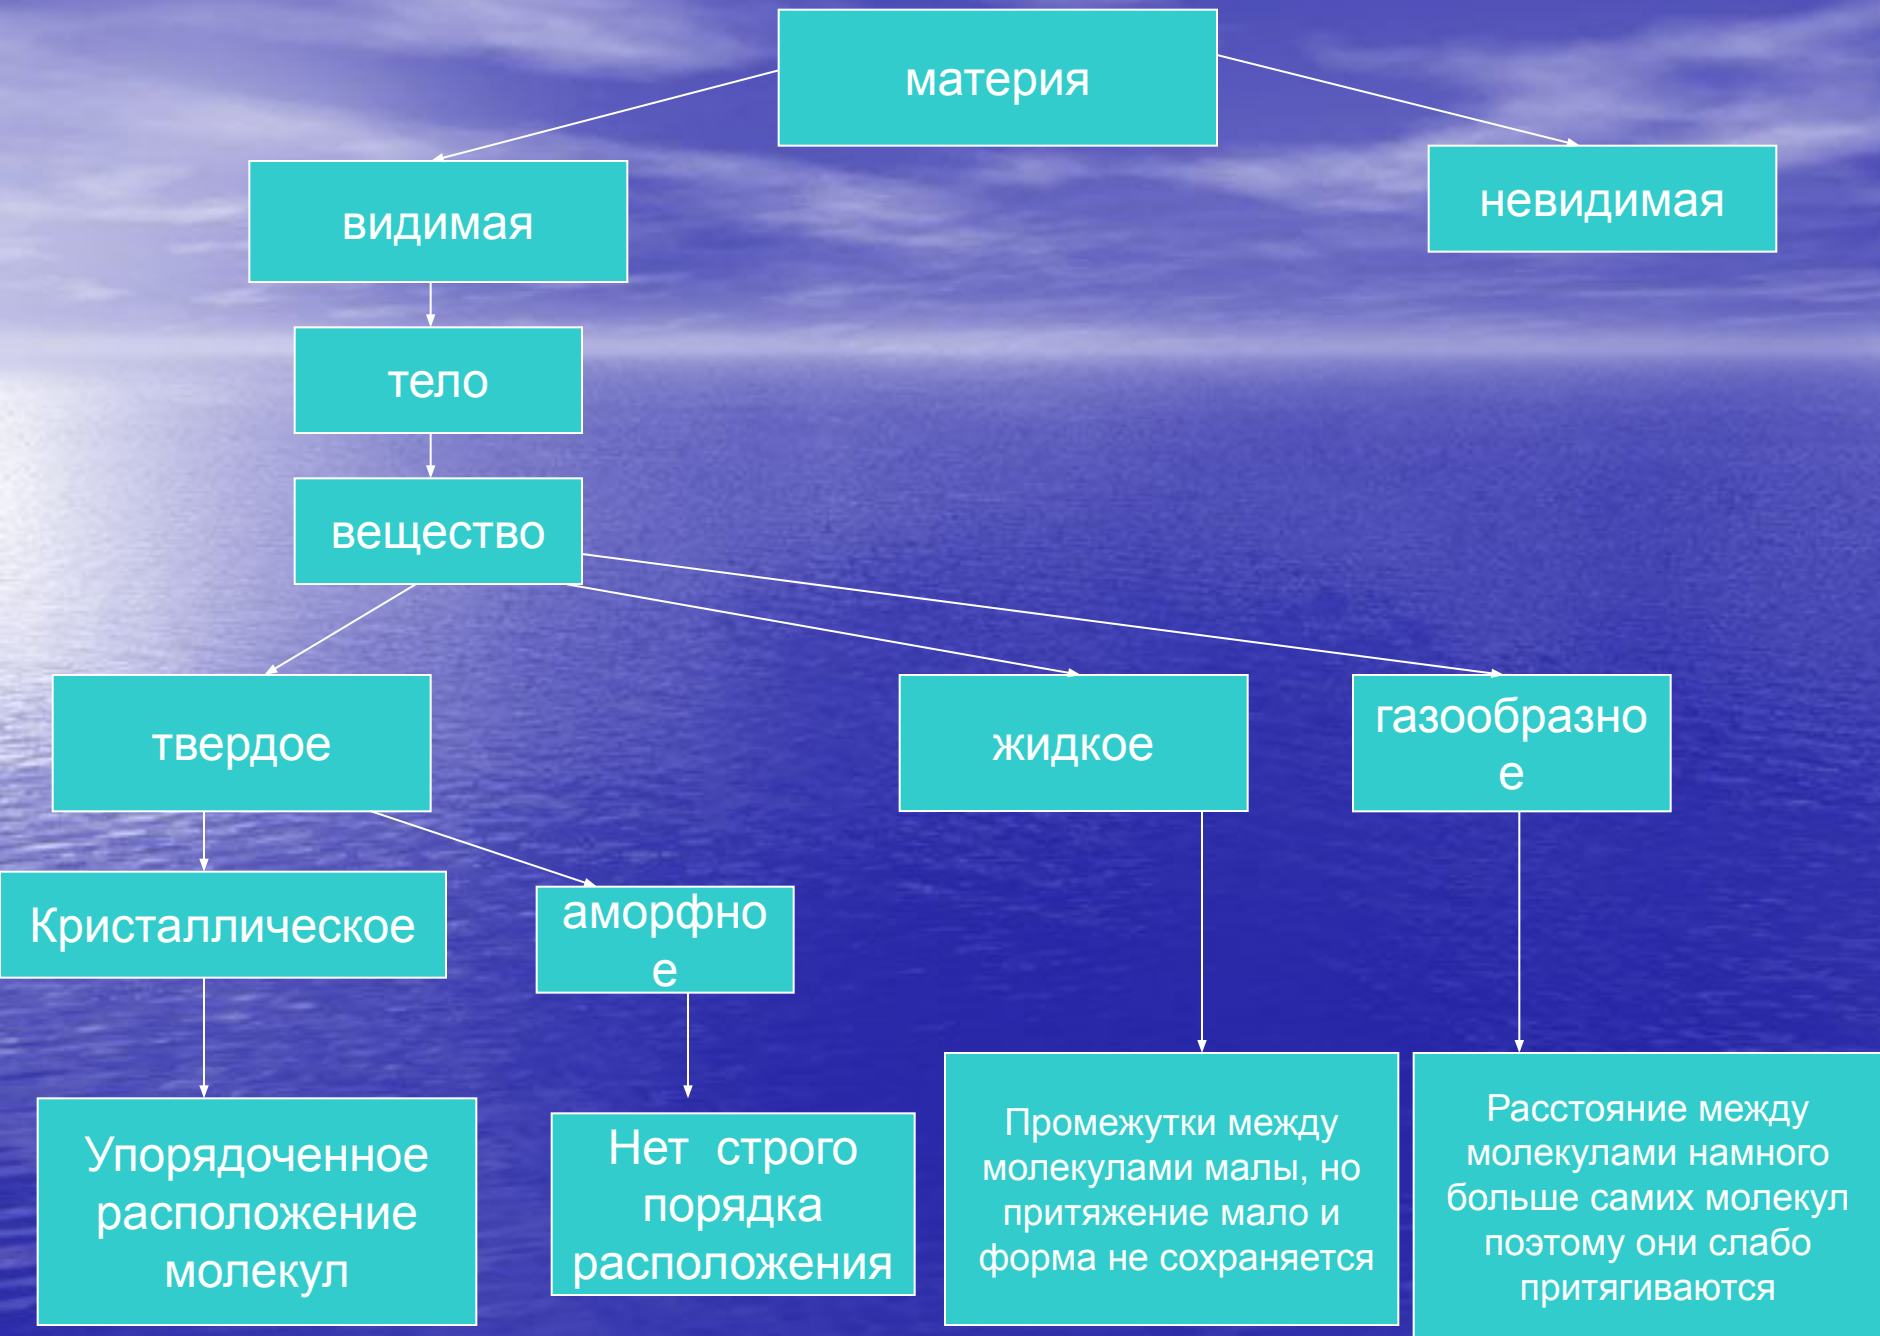 материя
видимая
невидимая
тело
вещество
твердое
жидкое
газообразно
е
Кристаллическое
аморфно
е
Упорядоченное
расположение
молекул
Нет строго
порядка
расположения
Промежутки между
молекулами малы, но
притяжение мало и
форма не сохраняется
Расстояние между
молекулами намного
больше самих молекул
поэтому они слабо
притягиваются